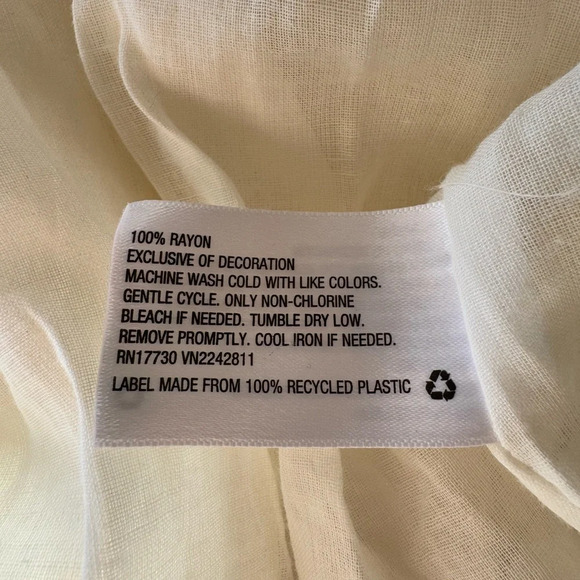 100% RAYON
EXCLUSIVE OF DECORATION
MACHINE WASH COLD WITH LIKE COLORS.
GENTLE CYCLE. ONLY NON-CHLORINE
BLEACH IF NEEDED. TUMBLE DRY LOW.
REMOVE PROMPTLY. COOL IRON IF NEEDED.
RN17730 VN2242811
LABEL MADE FROM 100% RECYCLED PLASTIC